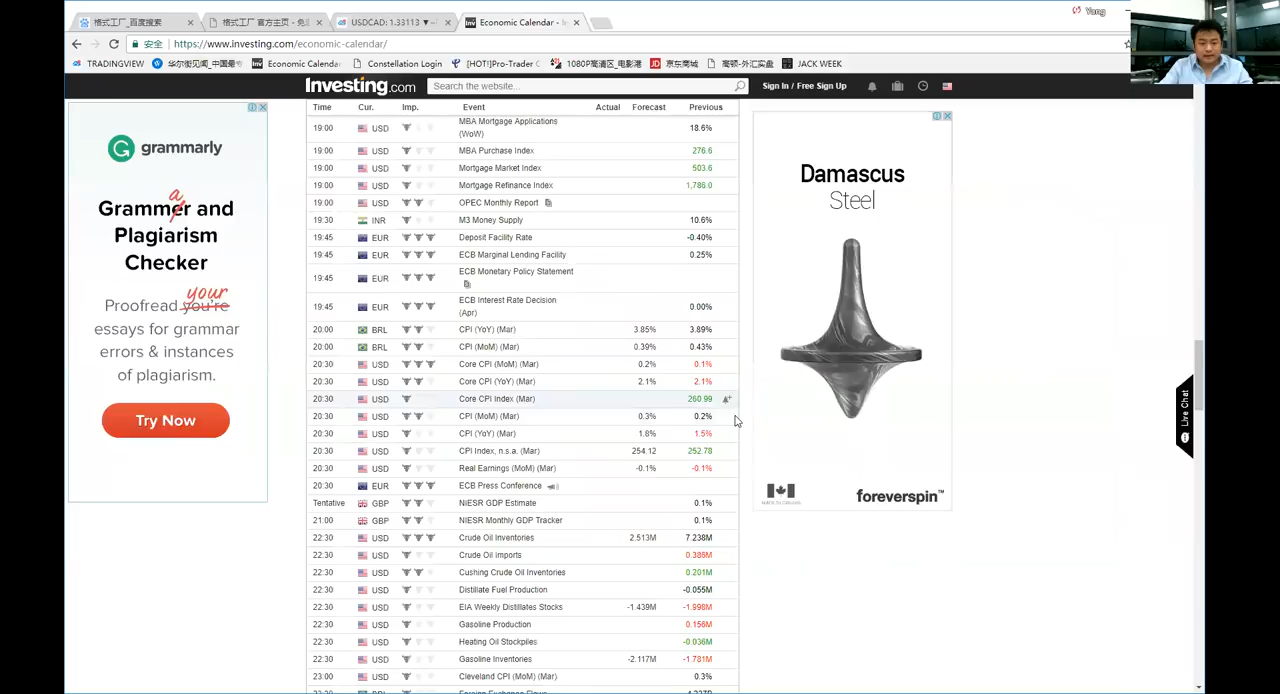 格式工厂_百度搜索
格式工厂 官方主页 - 免
USDCAD: 1.33113 ▼
Economic Calendar - In
Yong
安全 https://www.investing.com/economic-calendar/
TRADINGVIEW
华尔街见闻_中国最专
Economic Calenda
Constellation Login
[HOT!]Pro-Trader C
1080P高清区_电影港
京东商城
高顿-外汇实盘
JACK WEEK
Investing.com
Search the website...
Sign In / Free Sign Up
Time Cur. Imp. Event Actual Forecast Previous
19:00 USD MBA Mortgage Applications (WoW) 18.6%
19:00 USD MBA Purchase Index 276.6
19:00 USD Mortgage Market Index 503.6
19:00 USD Mortgage Refinance Index 1,786.0
19:00 USD OPEC Monthly Report
19:30 INR M3 Money Supply 10.6%
19:45 EUR Deposit Facility Rate -0.40%
19:45 EUR ECB Marginal Lending Facility 0.25%
19:45 EUR ECB Monetary Policy Statement
19:45 EUR ECB Interest Rate Decision (Apr) 0.00%
20:00 BRL CPI (YoY) (Mar) 3.85% 3.89%
20:00 BRL CPI (MoM) (Mar) 0.39% 0.43%
20:30 USD Core CPI (MoM) (Mar) 0.2% 0.1%
20:30 USD Core CPI (YoY) (Mar) 2.1% 2.1%
20:30 USD Core CPI Index (Mar) 260.99
20:30 USD CPI (MoM) (Mar) 0.3% 0.2%
20:30 USD CPI (YoY) (Mar) 1.8% 1.5%
20:30 USD CPI Index, n.s.a. (Mar) 254.12 252.78
20:30 USD Real Earnings (MoM) (Mar) -0.1% -0.1%
20:30 EUR ECB Press Conference
Tentative GBP NIESR GDP Estimate 0.1%
21:00 GBP NIESR Monthly GDP Tracker 0.1%
22:30 USD Crude Oil Inventories 2.513M 7.238M
22:30 USD Crude Oil Imports 0.386M
22:30 USD Cushing Crude Oil Inventories 0.201M
22:30 USD Distillate Fuel Production -0.055M
22:30 USD EIA Weekly Distillates Stocks -1.439M -1.998M
22:30 USD Gasoline Production 0.156M
22:30 USD Heating Oil Stockpiles -0.036M
22:30 USD Gasoline Inventories -2.117M -1.781M
23:00 USD Cleveland CPI (MoM) (Mar) 0.3%
grammarly
a
Grammer and
Plagiarism
Checker
your
Proofread you're
essays for grammar
errors & instances
of plagiarism.
Try Now
Damascus
Steel
MADE IN CANADA
foreverspin™
Live Chat